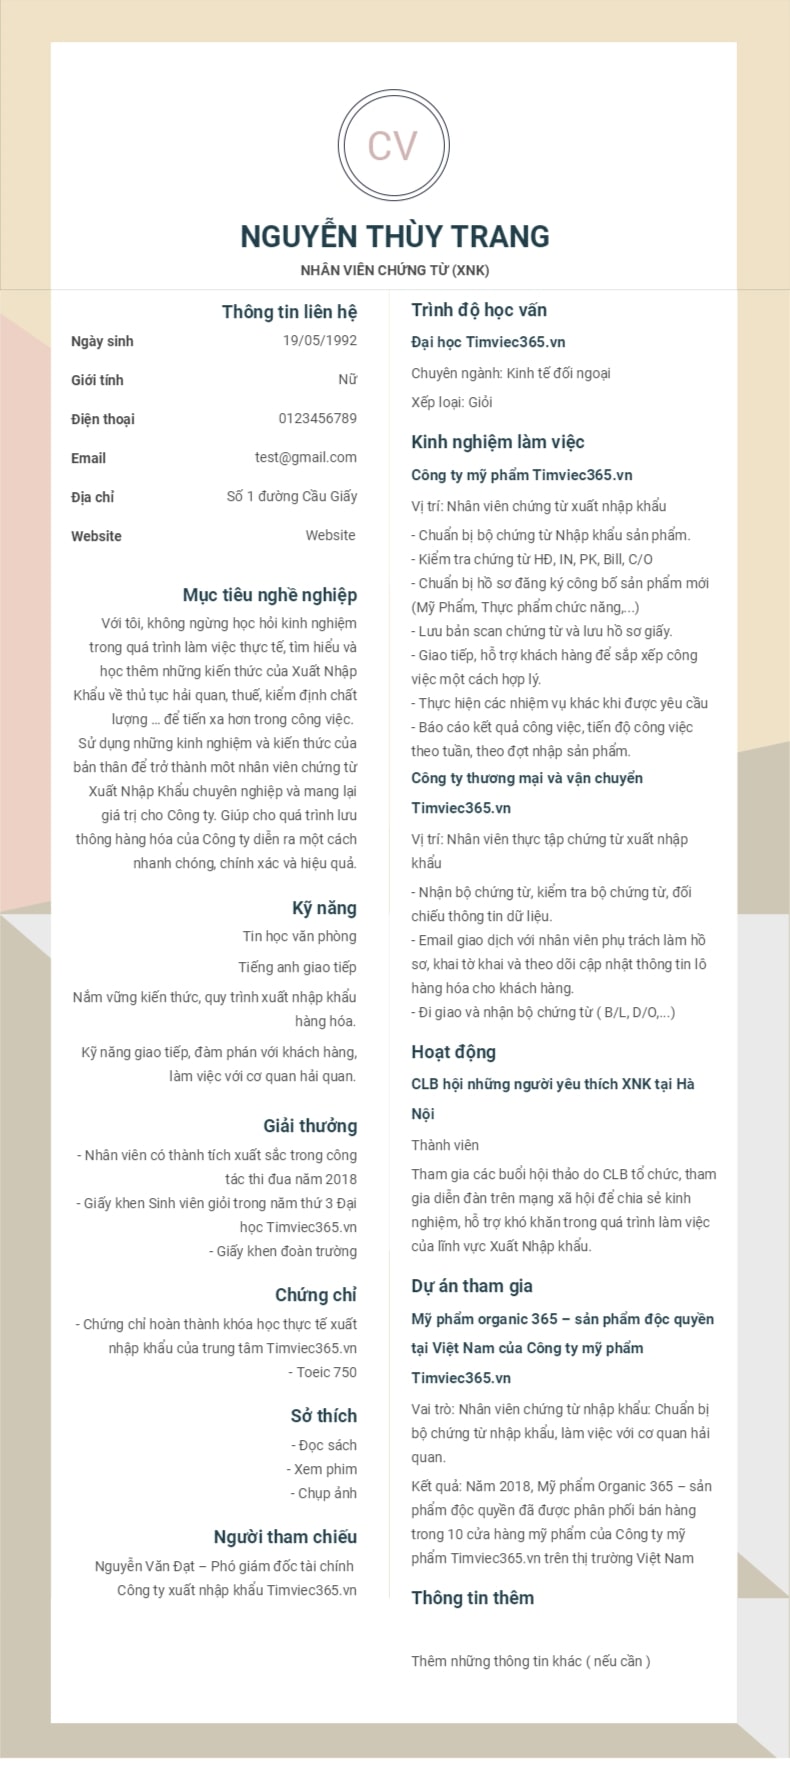 CV
NGUYỄN THÙY TRANG
NHÂN VIÊN CHỨNG TỪ (XNK)
Thông tin liên hệ
Ngày sinh 19/05/1992
Giới tính Nữ
Điện thoại 0123456789
Email test@gmail.com
Địa chỉ Số 1 đường Cầu Giấy
Website Website
Mục tiêu nghề nghiệp
Với tôi, không ngừng học hỏi kinh nghiệm
trong quá trình làm việc thực tế, tìm hiểu và
học thêm những kiến thức của Xuất Nhập
Khẩu về thủ tục hải quan, thuế, kiểm định chất
lượng ... để tiến xa hơn trong công việc.
Sử dụng những kinh nghiệm và kiến thức của
bản thân để trở thành một nhân viên chứng từ
Xuất Nhập Khẩu chuyên nghiệp và mang lại
giá trị cho Công ty. Giúp cho quá trình lưu
thông hàng hóa của Công ty diễn ra một cách
nhanh chóng, chính xác và hiệu quả.
Kỹ năng
Tin học văn phòng
Tiếng anh giao tiếp
Nắm vững kiến thức, quy trình xuất nhập khẩu
hàng hóa.
Kỹ năng giao tiếp, đàm phán với khách hàng,
làm việc với cơ quan hải quan.
Giải thưởng
- Nhân viên có thành tích xuất sắc trong công
tác thi đua năm 2018
- Giấy khen Sinh viên giỏi trong năm thứ 3 Đại
học Timviec365.vn
- Giấy khen đoàn trường
Chứng chỉ
- Chứng chỉ hoàn thành khóa học thực tế xuất
nhập khẩu của trung tâm Timviec365.vn
- Toeic 750
Sở thích
- Đọc sách
- Xem phim
- Chụp ảnh
Người tham chiếu
Nguyễn Văn Đạt – Phó giám đốc tài chính
Công ty xuất nhập khẩu Timviec365.vn
Trình độ học vấn
Đại học Timviec365.vn
Chuyên ngành: Kinh tế đối ngoại
Xếp loại: Giỏi
Kinh nghiệm làm việc
Công ty mỹ phẩm Timviec365.vn
Vị trí: Nhân viên chứng từ xuất nhập khẩu
- Chuẩn bị bộ chứng từ Nhập khẩu sản phẩm.
- Kiểm tra chứng từ HĐ, IN, PK, Bill, C/O
- Chuẩn bị hồ sơ đăng ký công bố sản phẩm mới
(Mỹ Phẩm, Thực phẩm chức năng,...)
- Lưu bản scan chứng từ và lưu hồ sơ giấy.
- Giao tiếp, hỗ trợ khách hàng để sắp xếp công
việc một cách hợp lý.
- Thực hiện các nhiệm vụ khác khi được yêu cầu
- Báo cáo kết quả công việc, tiến độ công việc
theo tuần, theo đợt nhập sản phẩm.
Công ty thương mại và vận chuyển
Timviec365.vn
Vị trí: Nhân viên thực tập chứng từ xuất nhập
khẩu
- Nhận bộ chứng từ, kiểm tra bộ chứng từ, đối
chiếu thông tin dữ liệu.
- Email giao dịch với nhân viên phụ trách làm hồ
sơ, khai tờ khai và theo dõi cập nhật thông tin lô
hàng hóa cho khách hàng.
- Đi giao và nhận bộ chứng từ ( B/L, D/O,...)
Hoạt động
CLB hội những người yêu thích XNK tại Hà
Nội
Thành viên
Tham gia các buổi hội thảo do CLB tổ chức, tham
gia diễn đàn trên mạng xã hội để chia sẻ kinh
nghiệm, hỗ trợ khó khăn trong quá trình làm việc
của lĩnh vực Xuất Nhập khẩu.
Dự án tham gia
Mỹ phẩm organic 365 – sản phẩm độc quyền
tại Việt Nam của Công ty mỹ phẩm
Timviec365.vn
Vai trò: Nhân viên chứng từ nhập khẩu: Chuẩn bị
bộ chứng từ nhập khẩu, làm việc với cơ quan hải
quan.
Kết quả: Năm 2018, Mỹ phẩm Organic 365 – sản
phẩm độc quyền đã được phân phối bán hàng
trong 10 cửa hàng mỹ phẩm của Công ty mỹ
phẩm Timviec365.vn trên thị trường Việt Nam
Thông tin thêm
Thêm những thông tin khác ( nếu cần )